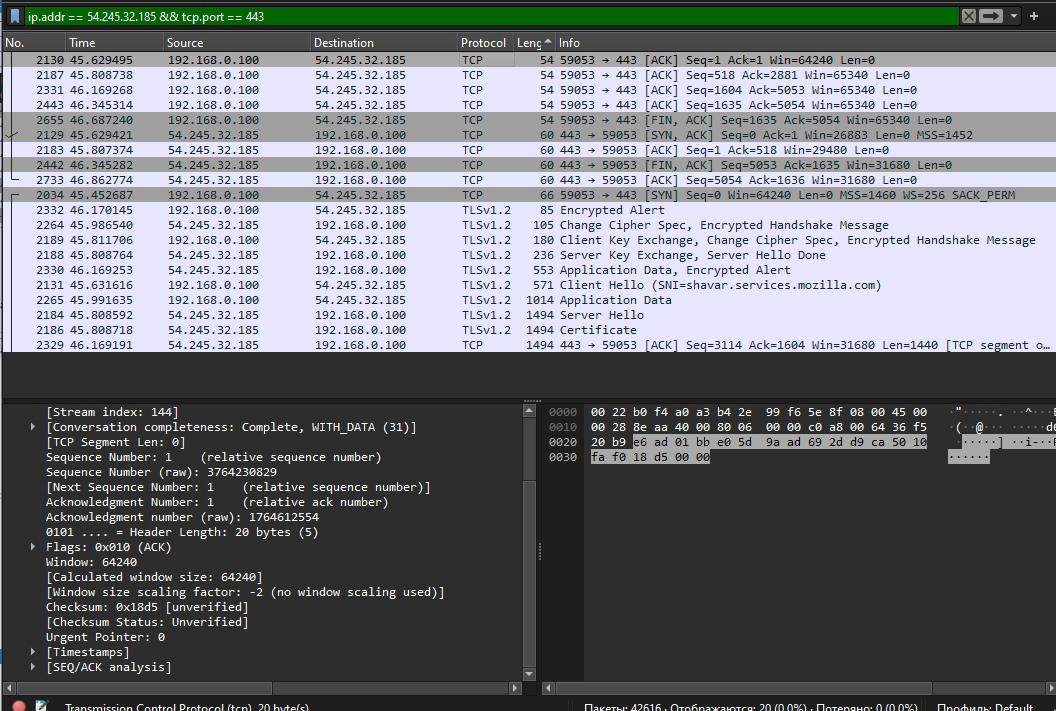 ip.addr == 54.245.32.185 && tcp.port == 443
No. Time Source Destination Protocol Leng Info
2130 45.629495 192.168.0.100 54.245.32.185 TCP 54 59053 → 443 [ACK] Seq=1 Ack=1 Win=64240 Len=0
2187 45.808738 192.168.0.100 54.245.32.185 TCP 54 59053 → 443 [ACK] Seq=518 Ack=2881 Win=65340 Len=0
2331 46.169268 192.168.0.100 54.245.32.185 TCP 54 59053 → 443 [ACK] Seq=1604 Ack=5053 Win=65340 Len=0
2443 46.345314 192.168.0.100 54.245.32.185 TCP 54 59053 → 443 [ACK] Seq=1635 Ack=5054 Win=65340 Len=0
2655 46.687240 192.168.0.100 54.245.32.185 TCP 54 59053 → 443 [FIN, ACK] Seq=1635 Ack=5054 Win=65340 Len=0
2129 45.629421 54.245.32.185 192.168.0.100 TCP 60 443 → 59053 [SYN, ACK] Seq=0 Ack=1 Win=26883 Len=0 MSS=1452
2183 45.807374 54.245.32.185 192.168.0.100 TCP 60 443 → 59053 [ACK] Seq=1 Ack=518 Win=29480 Len=0
2442 46.345282 54.245.32.185 192.168.0.100 TCP 60 443 → 59053 [FIN, ACK] Seq=5053 Ack=1635 Win=31680 Len=0
2733 46.862774 54.245.32.185 192.168.0.100 TCP 60 443 → 59053 [ACK] Seq=5054 Ack=1636 Win=31680 Len=0
2034 45.452687 192.168.0.100 54.245.32.185 TCP 66 59053 → 443 [SYN] Seq=0 Win=64240 Len=0 MSS=1460 WS=256 SACK_PERM
2332 46.170145 192.168.0.100 54.245.32.185 TLSv1.2 85 Encrypted Alert
2264 45.986540 54.245.32.185 192.168.0.100 TLSv1.2 105 Change Cipher Spec, Encrypted Handshake Message
2189 45.811706 192.168.0.100 54.245.32.185 TLSv1.2 180 Client Key Exchange, Change Cipher Spec, Encrypted Handshake Message
2188 45.808764 54.245.32.185 192.168.0.100 TLSv1.2 236 Server Key Exchange, Server Hello Done
2330 46.169253 54.245.32.185 192.168.0.100 TLSv1.2 553 Application Data, Encrypted Alert
2131 45.631616 192.168.0.100 54.245.32.185 TLSv1.2 571 Client Hello (SNI=shavar.services.mozilla.com)
2265 45.991635 192.168.0.100 54.245.32.185 TLSv1.2 1014 Application Data
2184 45.808592 54.245.32.185 192.168.0.100 TLSv1.2 1494 Server Hello
2186 45.808718 54.245.32.185 192.168.0.100 TLSv1.2 1494 Certificate
2329 46.169191 54.245.32.185 192.168.0.100 TCP 1494 443 → 59053 [ACK] Seq=3114 Ack=1604 Win=31680 Len=1440 [TCP segment o…
[Stream index: 144]
[Conversation completeness: Complete, WITH_DATA (31)]
[TCP Segment Len: 0]
Sequence Number: 1 (relative sequence number)
Sequence Number (raw): 3764230829
[Next Sequence Number: 1 (relative sequence number)]
Acknowledgment Number: 1 (relative ack number)
Acknowledgment number (raw): 1764612554
0101 .... = Header Length: 20 bytes (5)
Flags: 0x010 (ACK)
Window: 64240
[Calculated window size: 64240]
[Window size scaling factor: -2 (no window scaling used)]
Checksum: 0x18d5 [unverified]
[Checksum Status: Unverified]
Urgent Pointer: 0
[Timestamps]
[SEQ/ACK analysis]
0000 00 22 b0 f4 a0 a3 b4 2e 99 f6 5e 8f 08 00 45 00
0010 00 28 8e aa 40 00 80 06 00 00 c0 a8 00 64 36 f5
0020 20 b9 e6 ad 01 bb e0 5d 9a ad 69 2d d9 ca 50 10
0030 fa f0 18 d5 00 00
Transmission Control Protocol (tcp), 20 byte(s) Пакеты: 42616 · Отображаются: 20 (0.0%) · Потеряно: 0 (0.0%) Профиль: Default